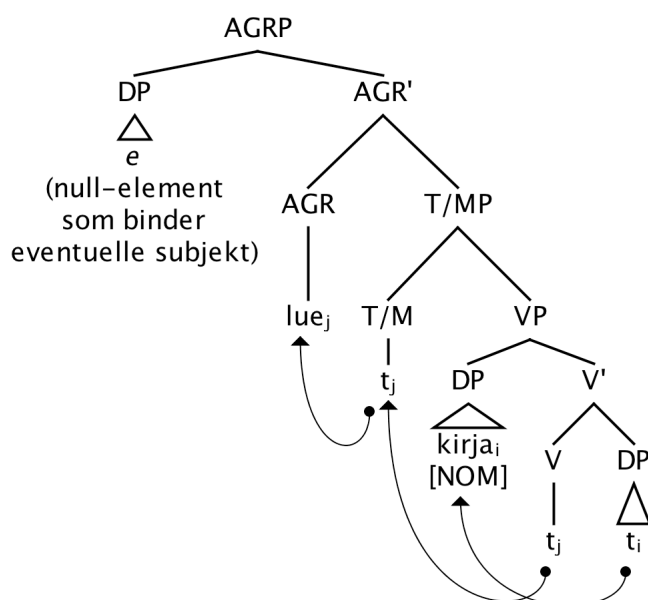 AGRP
DP AGR'
e
(null-element
som binder
eventuelle subjekt)
AGR T/MP
luej T/M VP
tj DP V'
kirjai
[NOM]
V DP
tj ti